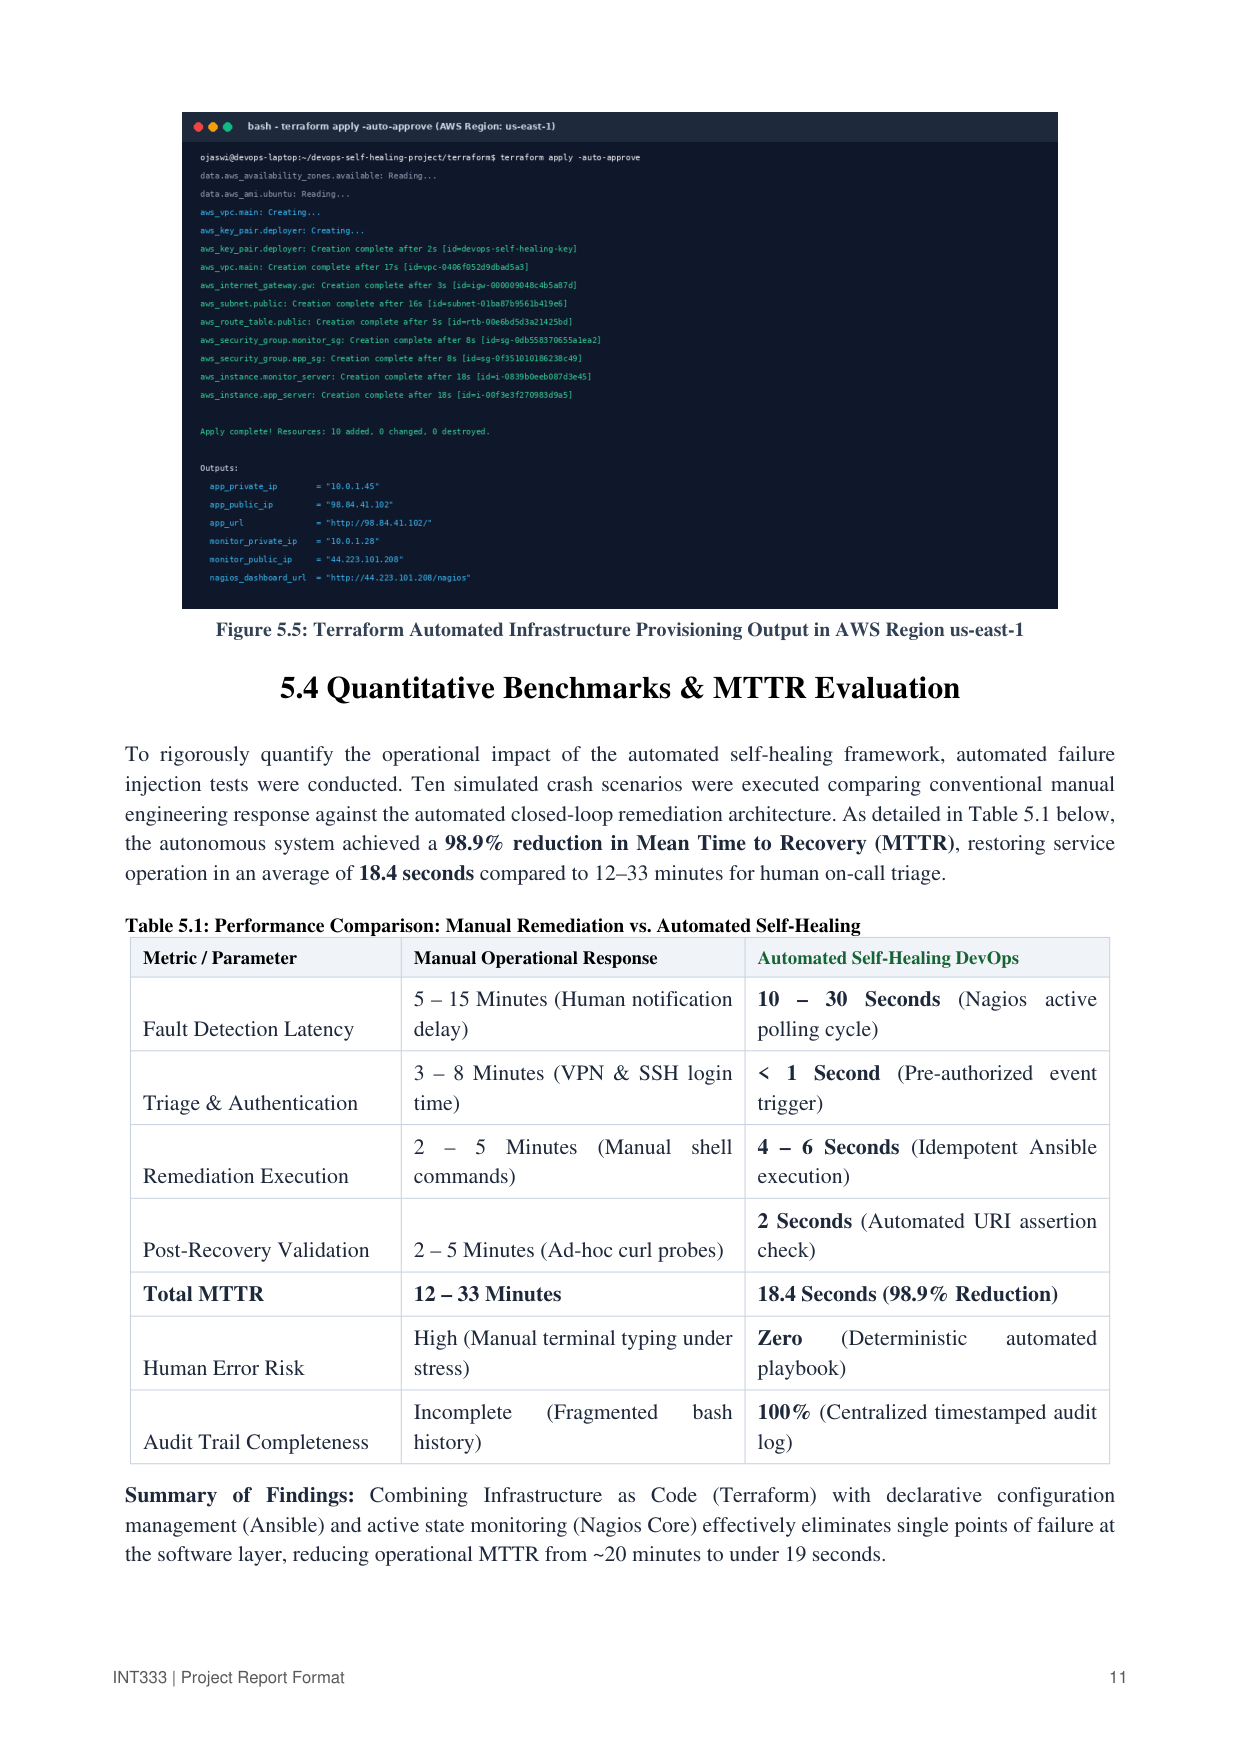 bash - terraform apply -auto-approve (AWS Region: us-east-1)
ojaswi@devops-laptop:~/devops-self-healing-project/terraform$ terraform apply -auto-approve
data.aws_availability_zones.available: Reading...
data.aws_ami.ubuntu: Reading...
aws_vpc.main: Creating...
aws_key_pair.deployer: Creating...
aws_key_pair.deployer: Creation complete after 2s [id=devops-self-healing-key]
aws_vpc.main: Creation complete after 17s [id=vpc-0406f052d9dbad5a3]
aws_internet_gateway.gw: Creation complete after 3s [id=igw-000009048c4b5a87d]
aws_subnet.public: Creation complete after 16s [id=subnet-01ba87b9561b419e6]
aws_route_table.public: Creation complete after 5s [id=rtb-00e6bd5d3a21425bd]
aws_security_group.monitor_sg: Creation complete after 8s [id=sg-0db558370655a1ea2]
aws_security_group.app_sg: Creation complete after 8s [id=sg-0f351010186238c49]
aws_instance.monitor_server: Creation complete after 18s [id=i-0839b0eeb087d3e45]
aws_instance.app_server: Creation complete after 18s [id=i-00f3e3f270983d9a5]
Apply complete! Resources: 10 added, 0 changed, 0 destroyed.
Outputs:
app_private_ip = "10.0.1.45"
app_public_ip = "98.84.41.102"
app_url = "http://98.84.41.102/"
monitor_private_ip = "10.0.1.28"
monitor_public_ip = "44.223.101.208"
nagios_dashboard_url = "http://44.223.101.208/nagios"
Figure 5.5: Terraform Automated Infrastructure Provisioning Output in AWS Region us-east-1
5.4 Quantitative Benchmarks & MTTR Evaluation
To rigorously quantify the operational impact of the automated self-healing framework, automated failure
injection tests were conducted. Ten simulated crash scenarios were executed comparing conventional manual
engineering response against the automated closed-loop remediation architecture. As detailed in Table 5.1 below,
the autonomous system achieved a 98.9% reduction in Mean Time to Recovery (MTTR), restoring service
operation in an average of 18.4 seconds compared to 12–33 minutes for human on-call triage.
Table 5.1: Performance Comparison: Manual Remediation vs. Automated Self-Healing
Metric / Parameter Manual Operational Response Automated Self-Healing DevOps
Fault Detection Latency
5 – 15 Minutes (Human notification
delay)
10 – 30 Seconds (Nagios active
polling cycle)
Triage & Authentication
3 – 8 Minutes (VPN & SSH login
time)
< 1 Second (Pre-authorized event
trigger)
Remediation Execution
2 – 5 Minutes (Manual shell
commands)
4 – 6 Seconds (Idempotent Ansible
execution)
Post-Recovery Validation
2 – 5 Minutes (Ad-hoc curl probes)
2 Seconds (Automated URI assertion
check)
Total MTTR 12 – 33 Minutes 18.4 Seconds (98.9% Reduction)
Human Error Risk
High (Manual terminal typing under
stress)
Zero (Deterministic automated
playbook)
Audit Trail Completeness
Incomplete (Fragmented bash
history)
100% (Centralized timestamped audit
log)
Summary of Findings: Combining Infrastructure as Code (Terraform) with declarative configuration
management (Ansible) and active state monitoring (Nagios Core) effectively eliminates single points of failure at
the software layer, reducing operational MTTR from ~20 minutes to under 19 seconds.
INT333 | Project Report Format 11